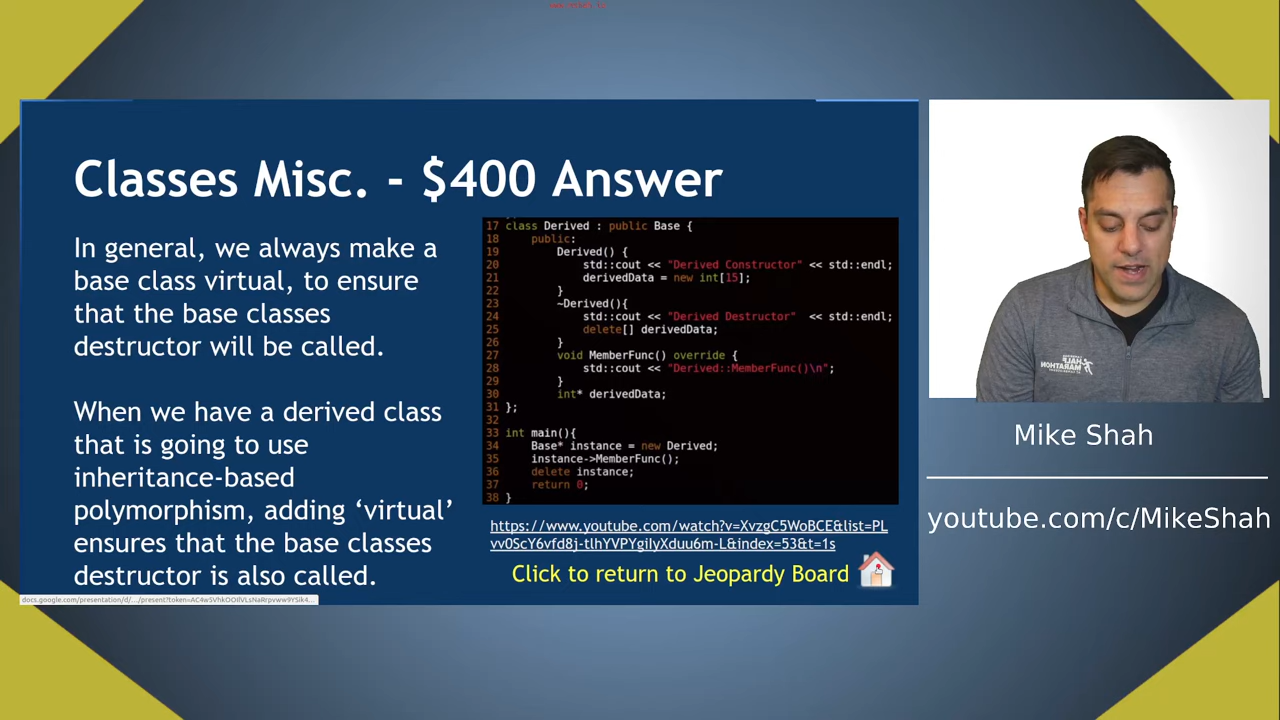 Classes Misc. - $400 Answer
In general, we always make a
base class virtual, to ensure
that the base classes
destructor will be called.
When we have a derived class
that is going to use
inheritance-based
polymorphism, adding ‘virtual’
ensures that the base classes
destructor is also called.
17 class Derived : public Base {
18 public:
19 Derived() {
20 std::cout << "Derived Constructor" << std::endl;
21 derivedData = new int[15];
22 }
23 ~Derived(){
24 std::cout << "Derived Destructor" << std::endl;
25 delete[] derivedData;
26 }
27 void MemberFunc() override {
28 std::cout << "Derived::MemberFunc()\n";
29 }
30 int* derivedData;
31 };
32
33 int main(){
34 Base* instance = new Derived;
35 instance->MemberFunc();
36 delete instance;
37 return 0;
38 }
https://www.youtube.com/watch?v=XvzgC5WoBCE&list=PL
vv0ScY6vfd8j-tlhYVPYgiIyXduu6m-L&index=53&t=1s
Click to return to Jeopardy Board
HALF
MARATHON
Mike Shah
youtube.com/c/MikeShah